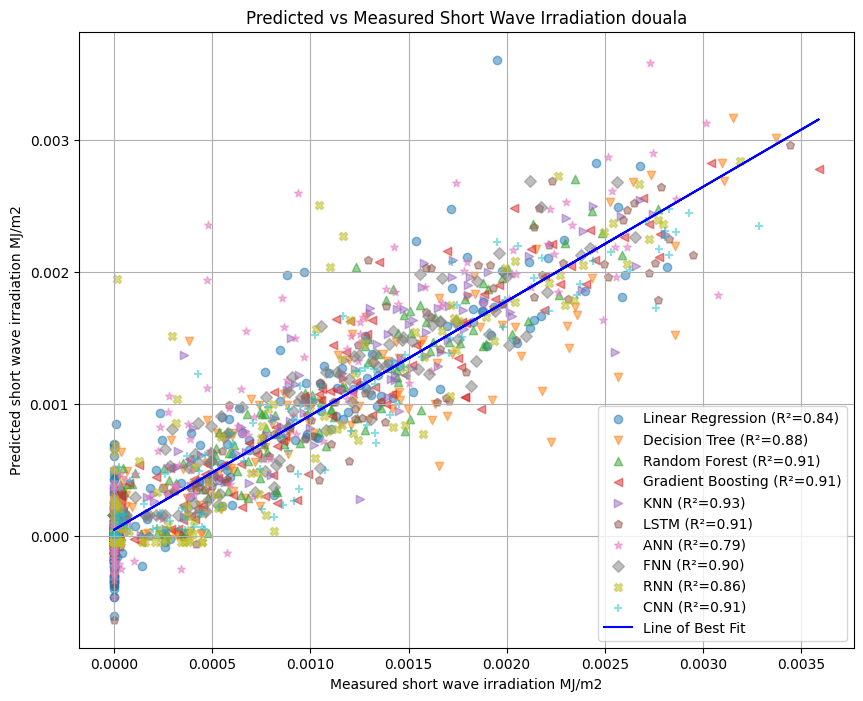 Predicted vs Measured Short Wave Irradiation douala
Predicted short wave irradiation MJ/m2
0.003
0.002
0.001
0.000
Linear Regression (R²=0.84)
Decision Tree (R²=0.88)
Random Forest (R²=0.91)
Gradient Boosting (R²=0.91)
KNN (R²=0.93)
LSTM (R²=0.91)
ANN (R²=0.79)
FNN (R²=0.90)
RNN (R²=0.86)
CNN (R²=0.91)
Line of Best Fit
0.0000 0.0005 0.0010 0.0015 0.0020 0.0025 0.0030 0.0035
Measured short wave irradiation MJ/m2